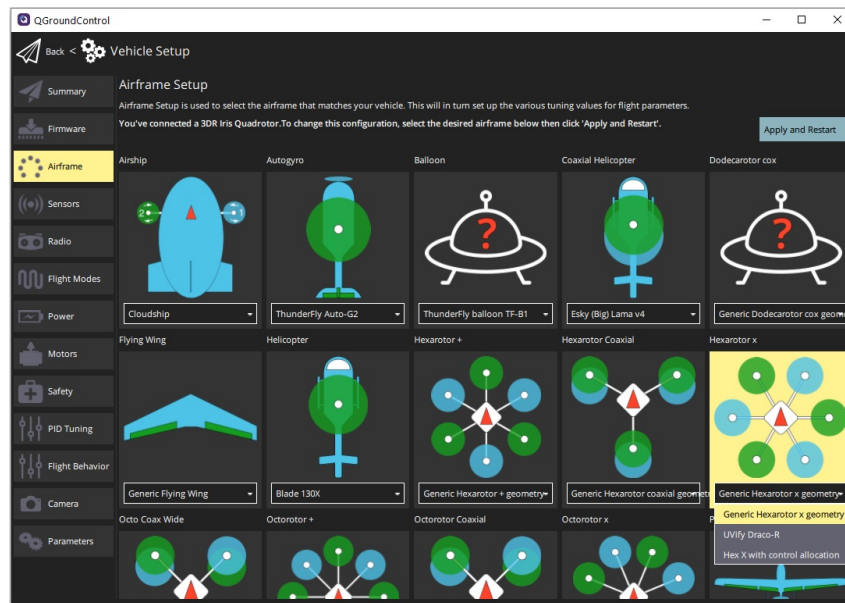 QGroundControl
Back < Vehicle Setup
Summary
Firmware
Airframe
Sensors
Radio
Flight Modes
Power
Motors
Safety
PID Tuning
Flight Behavior
Camera
Parameters
Airframe Setup
Airframe Setup is used to select the airframe that matches your vehicle. This will in turn set up the various tuning values for flight parameters.
You've connected a 3DR Iris Quadrotor.To change this configuration, select the desired airframe below then click 'Apply and Restart'.
Apply and Restart
Airship
Autogyro
Balloon
Coaxial Helicopter
Dodecarotor cox
2
1
?
?
Cloudship
ThunderFly Auto-G2
ThunderFly balloon TF-B1
Esky (Big) Lama v4
Generic Dodecarotor cox geom
Flying Wing
Helicopter
Hexarotor +
Hexarotor Coaxial
Hexarotor x
Generic Flying Wing
Blade 130X
Generic Hexarotor + geometry
Generic Hexarotor coaxial geomet
Generic Hexarotor x geometry
Generic Hexarotor x geometry
UVify Draco-R
Hex X with control allocation
Octo Coax Wide
Octorotor +
Octorotor Coaxial
Octorotor x
P